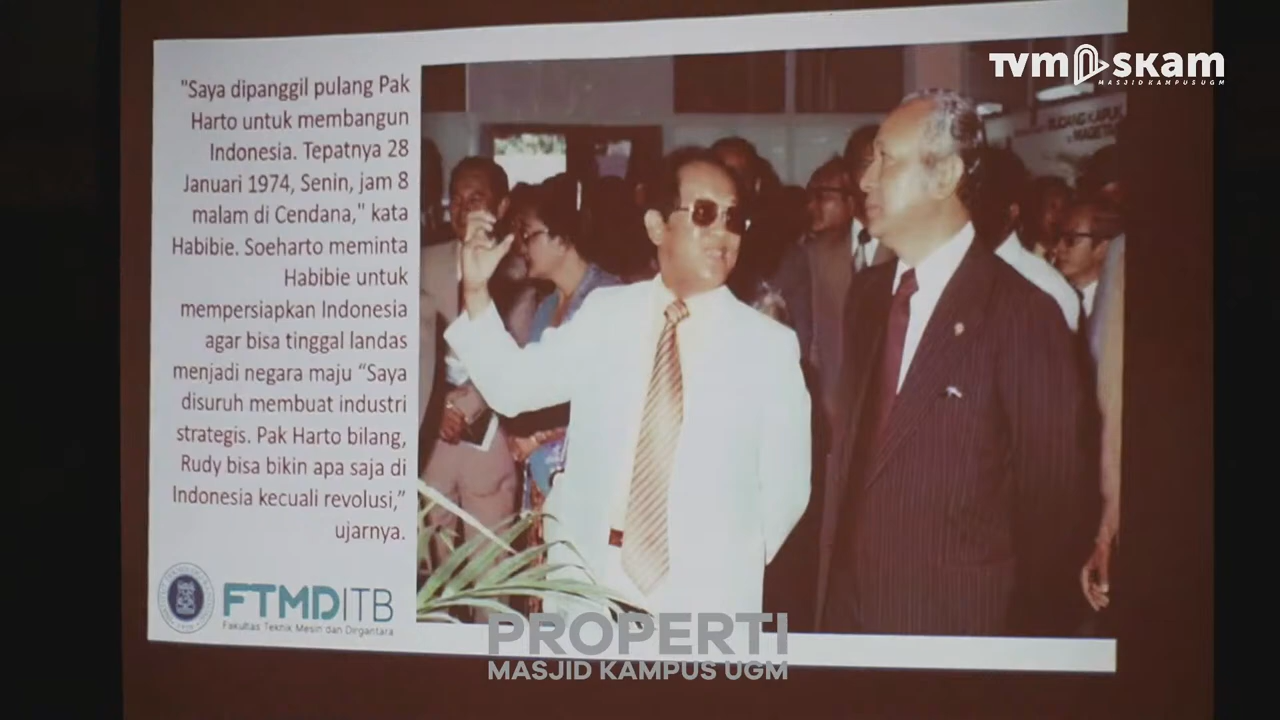 TVM SKAM
MASJID KAMPUS UGM
"Saya dipanggil pulang Pak
Harto untuk membangun
Indonesia. Tepatnya 28
Januari 1974, Senin, jam 8
malam di Cendana," kata
Habibie. Soeharto meminta
Habibie untuk
mempersiapkan Indonesia
agar bisa tinggal landas
menjadi negara maju “Saya
disuruh membuat industri
strategis. Pak Harto bilang,
Rudy bisa bikin apa saja di
Indonesia kecuali revolusi,”
ujarnya.
FTMD ITB
Fakultas Teknik Mesin dan Dirgantara
PROPERTI
MASJID KAMPUS UGM